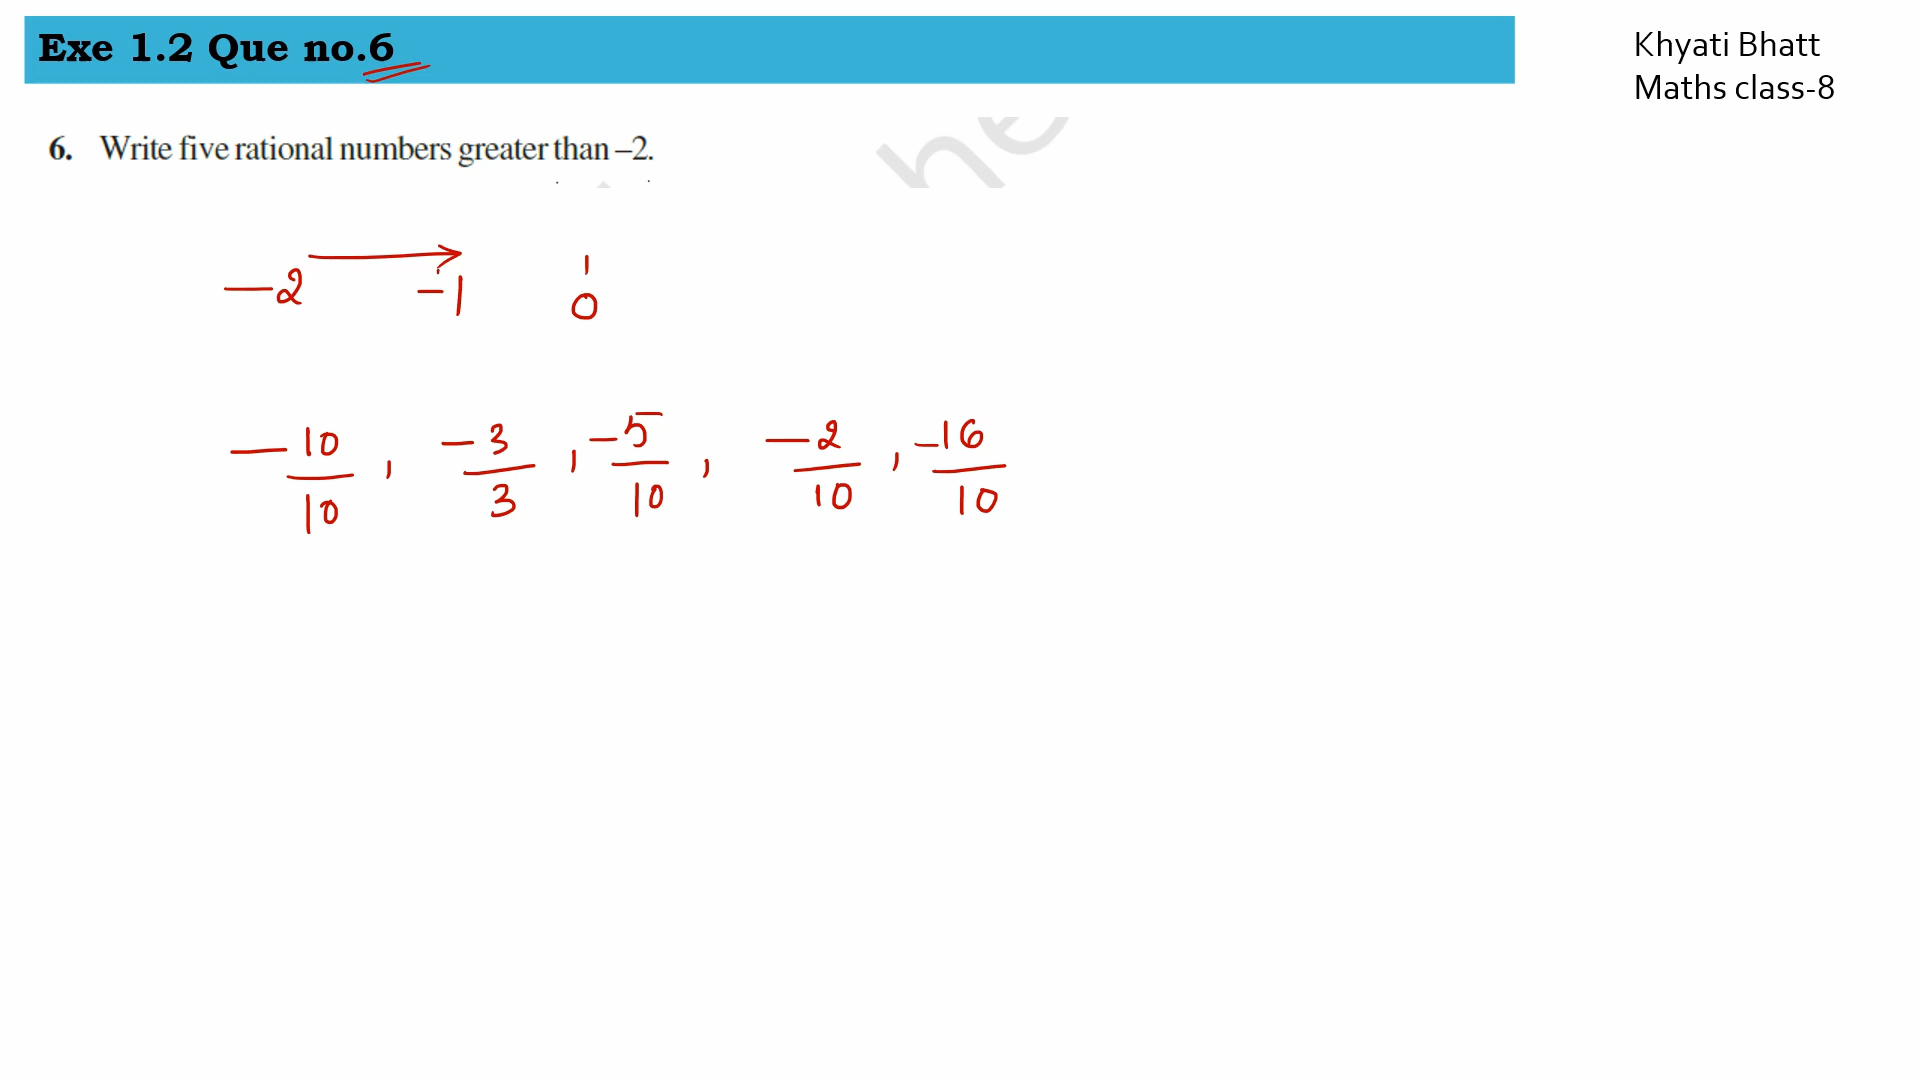 Exe 1.2 Que no.6
Khyati Bhatt
Maths class-8
he
6. Write five rational numbers greater than –2.
–2 -1 0
-10/10, -3/3, -5/10, -2/10, -16/10